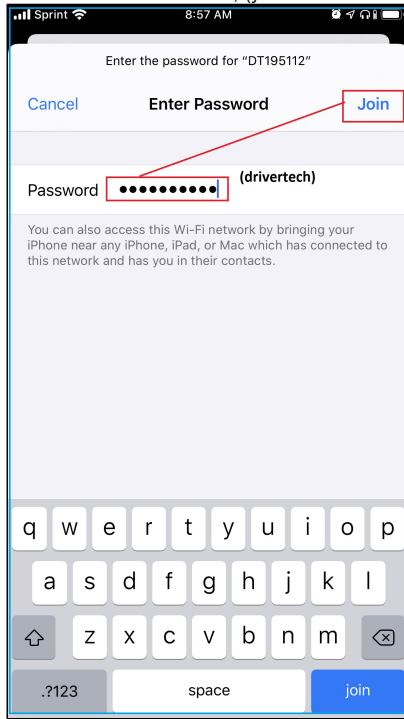 Sprint 8:57 AM
Enter the password for “DT195112”
Cancel Enter Password Join
Password ●●●●●●●●●● (drivertech)
You can also access this Wi-Fi network by bringing your
iPhone near any iPhone, iPad, or Mac which has connected to
this network and has you in their contacts.
q w e r t y u i o p
a s d f g h j k l
z x c v b n m
.?123 space join